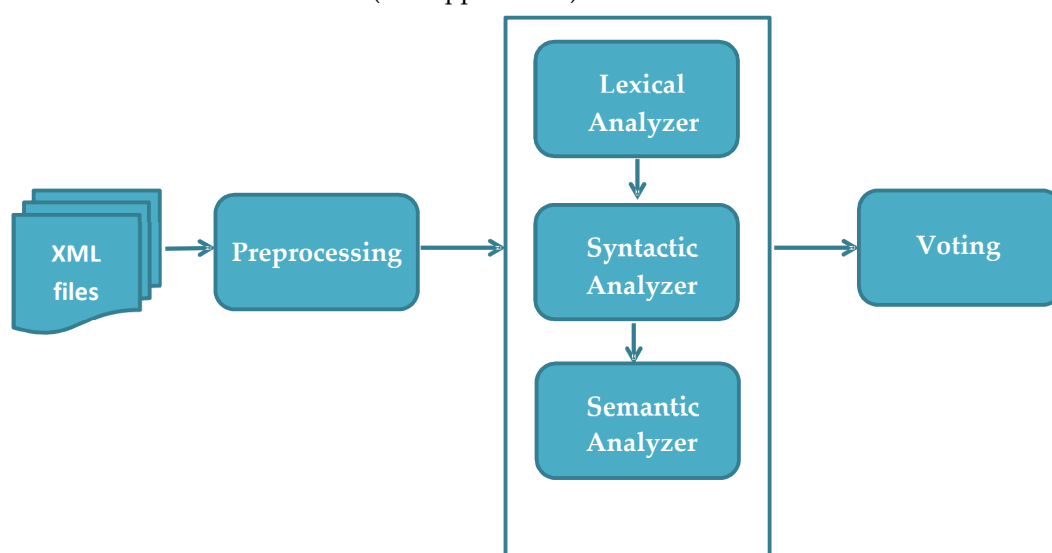 Lexical
Analyzer
XML
files
Preprocessing
Syntactic
Analyzer
Voting
Semantic
Analyzer